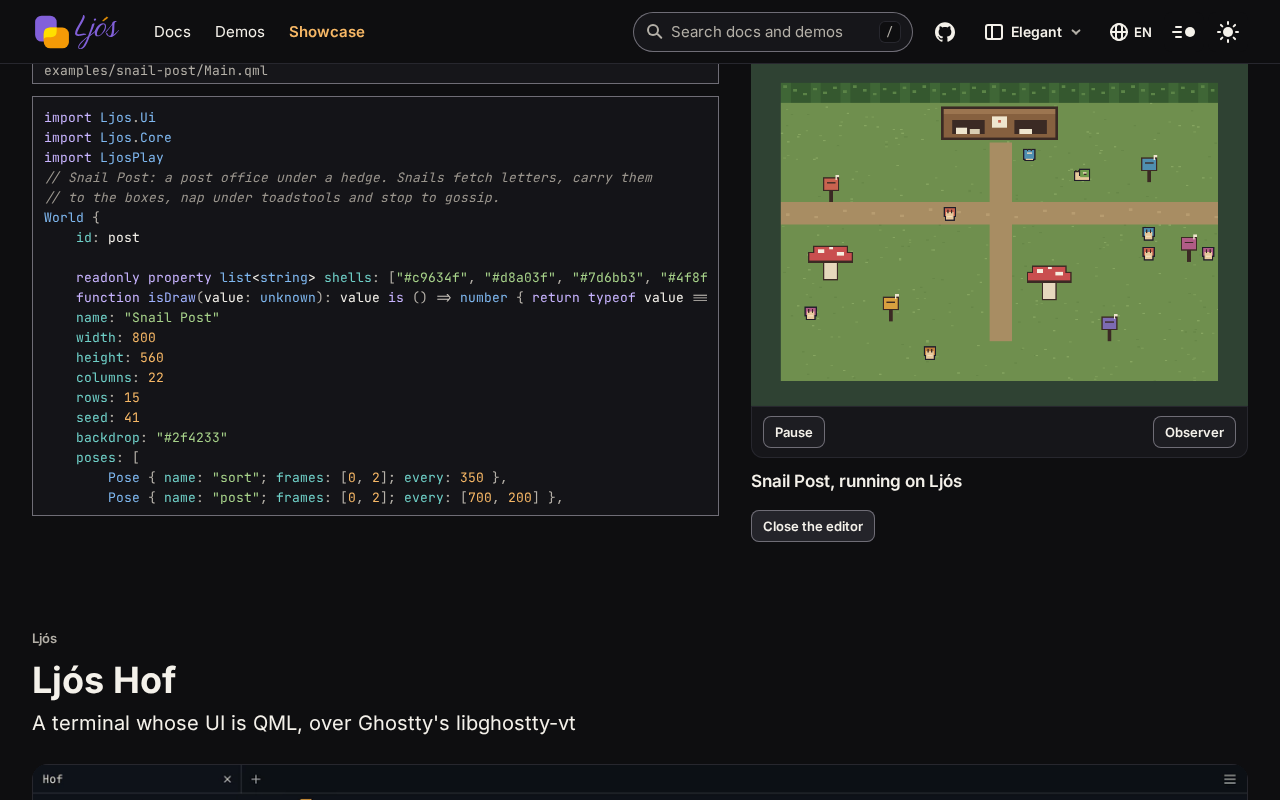 Ljós
Docs
Demos
Showcase
Search docs and demos
/
Elegant
EN
examples/snail-post/Main.qml
import Ljos.Ui
import Ljos.Core
import LjosPlay
// Snail Post: a post office under a hedge. Snails fetch letters, carry them
// to the boxes, nap under toadstools and stop to gossip.
World {
    id: post
    readonly property list<string> shells: ["#c9634f", "#d8a03f", "#7d6bb3", "#4f8f
    function isDraw(value: unknown): value is () => number { return typeof value ==
    name: "Snail Post"
    width: 800
    height: 560
    columns: 22
    rows: 15
    seed: 41
    backdrop: "#2f4233"
    poses: [
        Pose { name: "sort"; frames: [0, 2]; every: 350 },
        Pose { name: "post"; frames: [0, 2]; every: [700, 200] },
Pause
Observer
Snail Post, running on Ljós
Close the editor
Ljós
Ljós Hof
A terminal whose UI is QML, over Ghostty's libghostty-vt
Hof